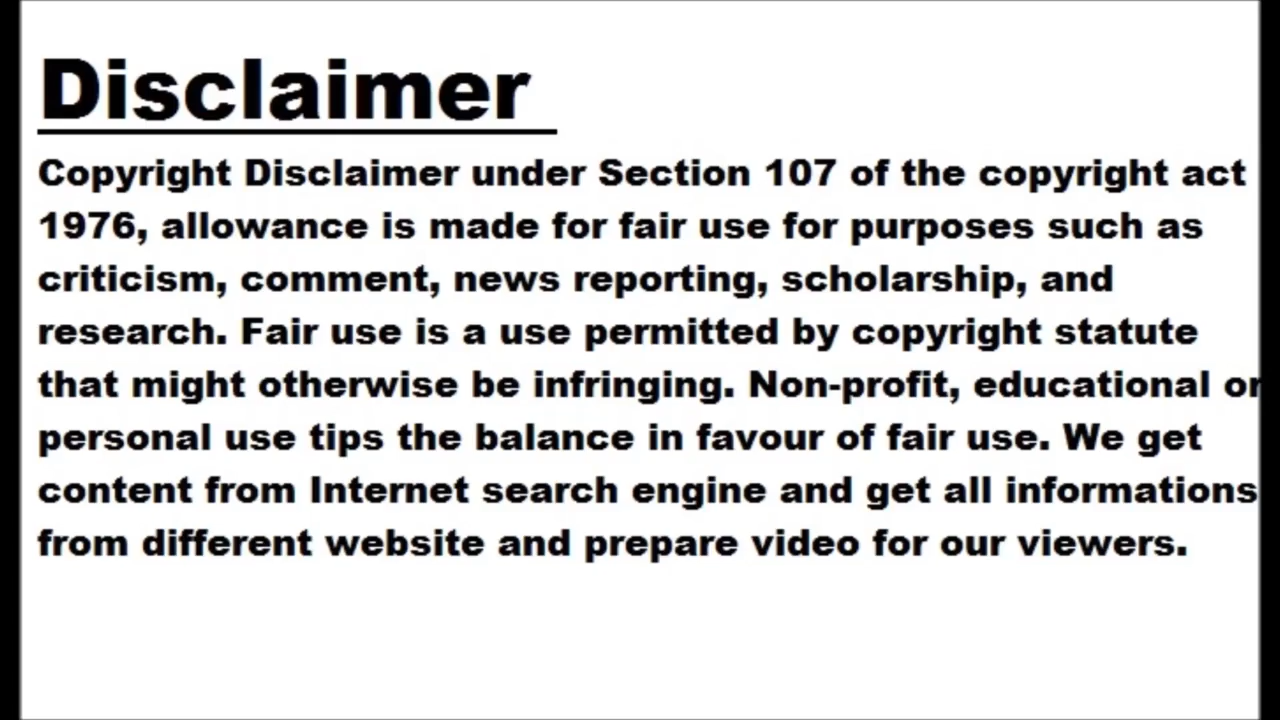 Disclaimer
Copyright Disclaimer under Section 107 of the copyright act
1976, allowance is made for fair use for purposes such as
criticism, comment, news reporting, scholarship, and
research. Fair use is a use permitted by copyright statute
that might otherwise be infringing. Non-profit, educational or
personal use tips the balance in favour of fair use. We get
content from Internet search engine and get all informations
from different website and prepare video for our viewers.